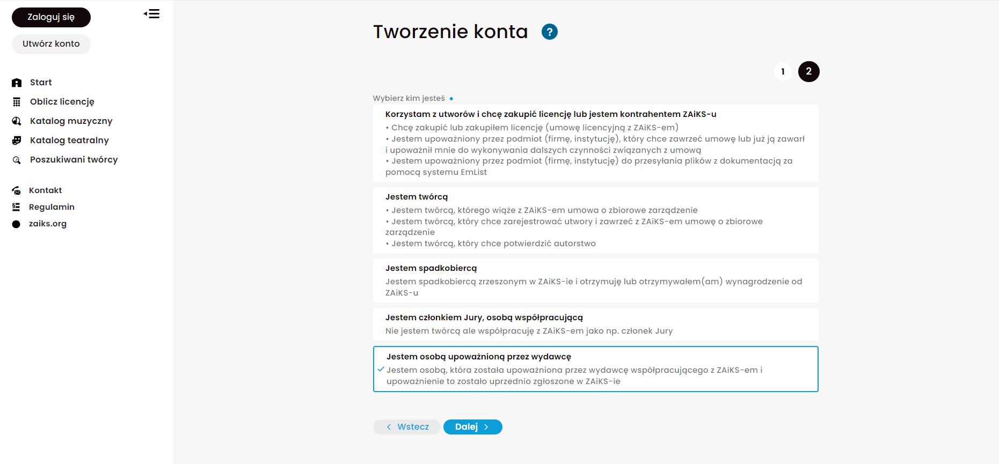 Zaloguj się
Utwórz konto
Start
Oblicz licencję
Katalog muzyczny
Katalog teatralny
Poszukiwani twórcy
Kontakt
Regulamin
zaiks.org
Tworzenie konta ?
1 2
Wybierz kim jesteś
Korzystam z utworów i chcę zakupić licencję lub jestem kontrahentem ZAiKS-u
• Chcę zakupić lub zakupiłem licencję (umowę licencyjną z ZAiKS-em)
• Jestem upoważniony przez podmiot (firmę, instytucję), który chce zawrzeć umowę lub już ją zawarł
i upoważnił mnie do wykonywania dalszych czynności związanych z umową
• Jestem upoważniony przez podmiot (firmę, instytucję) do przesyłania plików z dokumentacją za
pomocą systemu EmList
Jestem twórcą
• Jestem twórcą, którego wiąże z ZAiKS-em umowa o zbiorowe zarządzenie
• Jestem twórcą, który chce zarejestrować utwory i zawrzeć z ZAiKS-em umowę o zbiorowe
zarządzenie
• Jestem twórcą, który chce potwierdzić autorstwo
Jestem spadkobiercą
Jestem spadkobiercą zrzeszonym w ZAiKS-ie i otrzymuję lub otrzymywałem(am) wynagrodzenie od
ZAiKS-u
Jestem członkiem Jury, osobą współpracującą
Nie jestem twórcą ale współpracuję z ZAiKS-em jako np. członek Jury
Jestem osobą upoważnioną przez wydawcę
Jestem osobą, która została upoważniona przez wydawcę współpracującego z ZAiKS-em i
upoważnienie to zostało uprzednio zgłoszone w ZAiKS-ie
Wstecz
Dalej